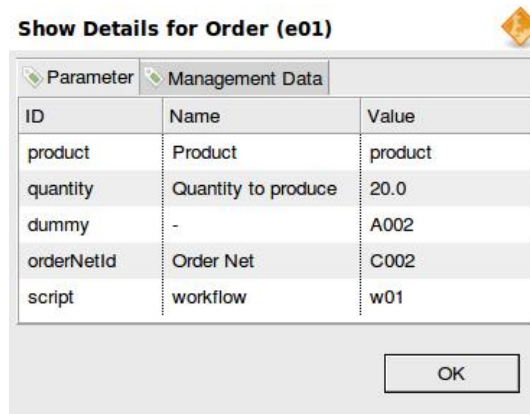 Show Details for Order (e01)
Parameter Management Data
ID Name Value
product Product product
quantity Quantity to produce 20.0
dummy - A002
orderNetId Order Net C002
script workflow w01
OK